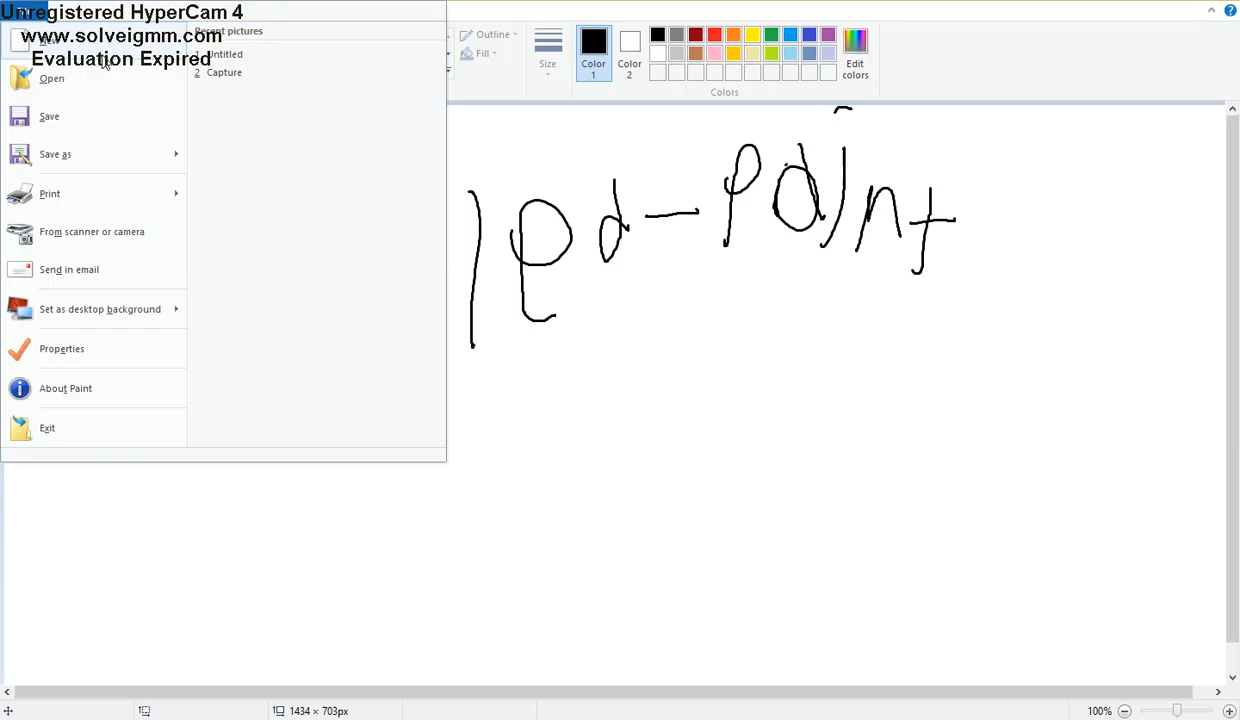 Unregistered HyperCam 4
www.solveigmm.com
Evaluation Expired
New
Open
Save
Save as
Print
From scanner or camera
Send in email
Set as desktop background
Properties
About Paint
Exit
Recent pictures
1 Untitled
2 Capture
Outline
Fill
Size
Color 1
Color 2
Edit colors
Colors
1434 × 703px
100%